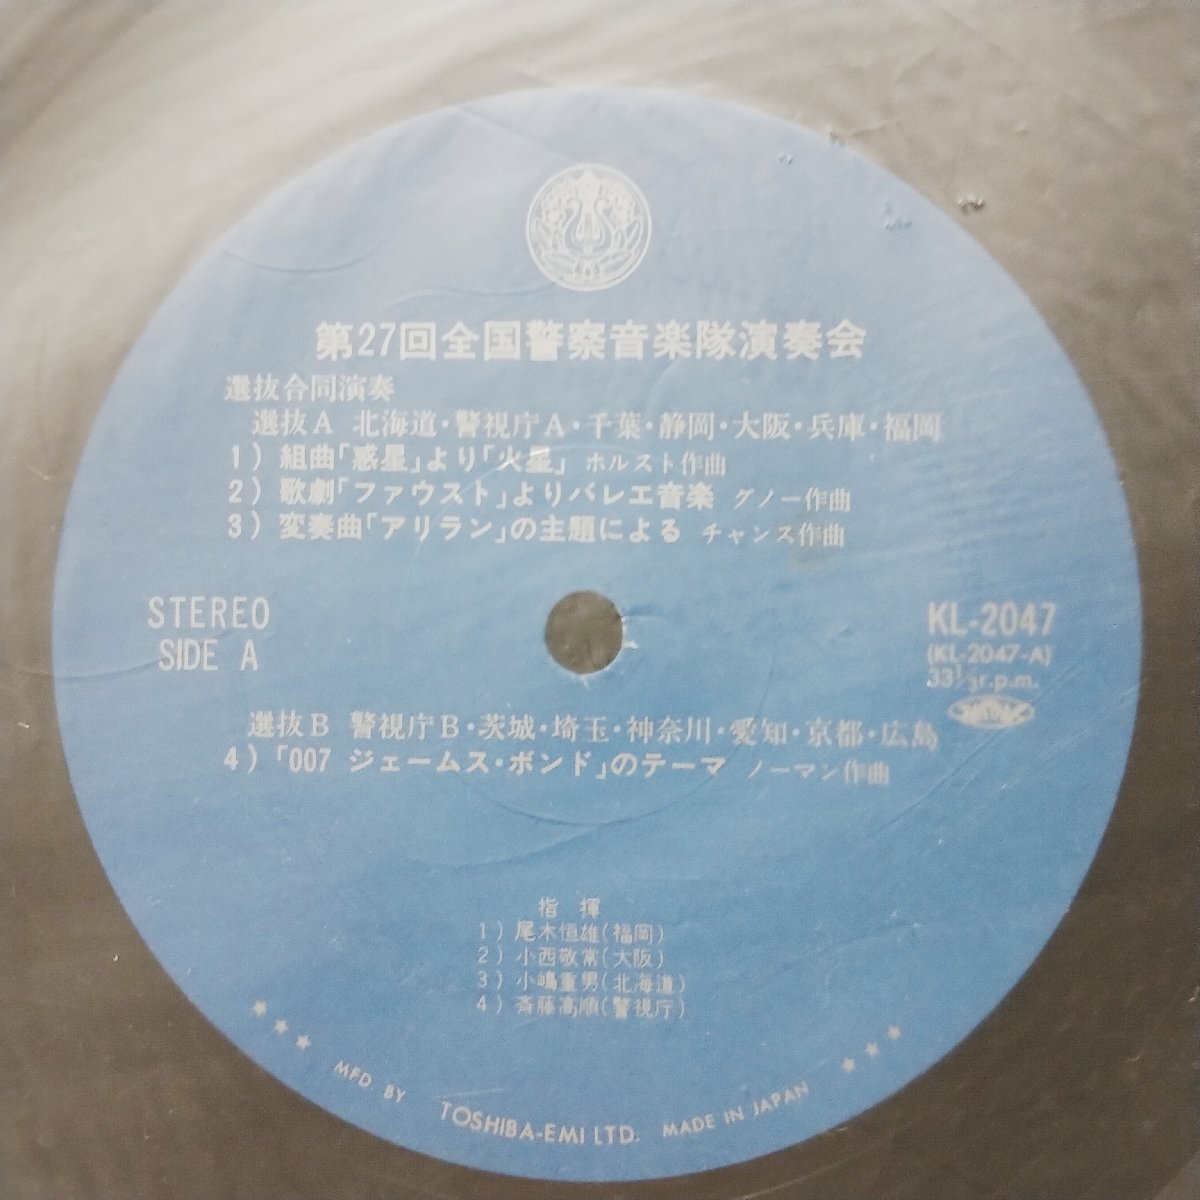 第27回全国警察音楽隊演奏会
選抜合同演奏
選抜A 北海道・警視庁A・千葉・静岡・大阪・兵庫・福岡
1) 組曲「惑星」より「火星」 ホルスト作曲
2) 歌劇「ファウスト」よりバレエ音楽 グノー作曲
3) 変奏曲「アリラン」の主題による チャンス作曲
STEREO
SIDE A
KL-2047
(KL-2047-A)
33⅓r.p.m.
選抜B 警視庁B・茨城・埼玉・神奈川・愛知・京都・広島
4)「007 ジェームス・ボンド」のテーマ ノーマン作曲
指揮
1) 尾木恒雄(福岡)
2) 小西敬常(大阪)
3) 小嶋重男(北海道)
4) 斉藤高順(警視庁)
★★★ MFD. BY TOSHIBA-EMI LTD. MADE IN JAPAN ★★★